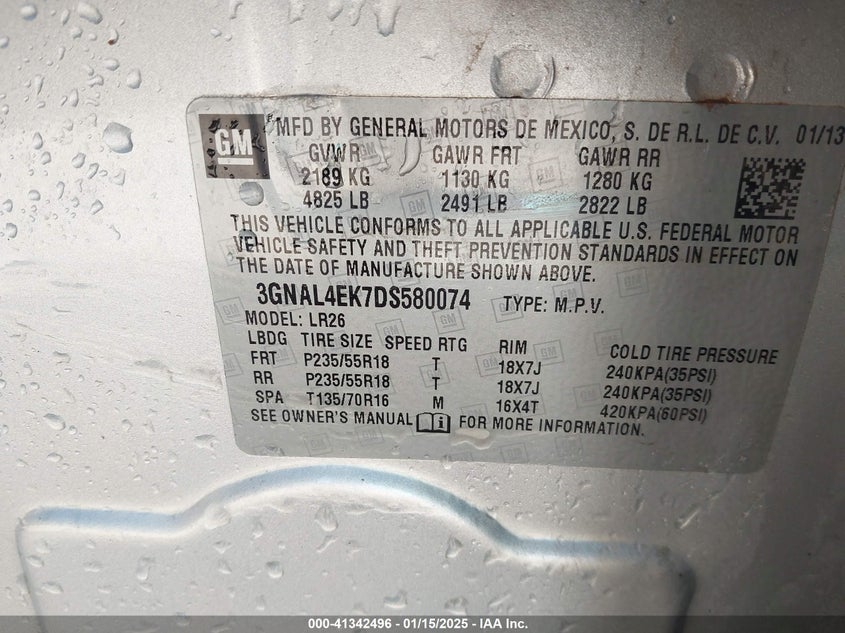 GM MFD BY GENERAL MOTORS DE MEXICO, S. DE R.L. DE C.V. 01/13
GVWR GAWR FRT GAWR RR
2189 KG 1130 KG 1280 KG
4825 LB 2491 LB 2822 LB
THIS VEHICLE CONFORMS TO ALL APPLICABLE U.S. FEDERAL MOTOR
VEHICLE SAFETY AND THEFT PREVENTION STANDARDS IN EFFECT ON
THE DATE OF MANUFACTURE SHOWN ABOVE.
3GNAL4EK7DS580074 TYPE: M.P.V.
MODEL: LR26
LBDG TIRE SIZE SPEED RTG RIM COLD TIRE PRESSURE
FRT P235/55R18 T 18X7J 240KPA(35PSI)
RR P235/55R18 T 18X7J 240KPA(35PSI)
SPA T135/70R16 M 16X4T 420KPA(60PSI)
SEE OWNER'S MANUAL i FOR MORE INFORMATION.
000-41342496 - 01/15/2025 - IAA Inc.